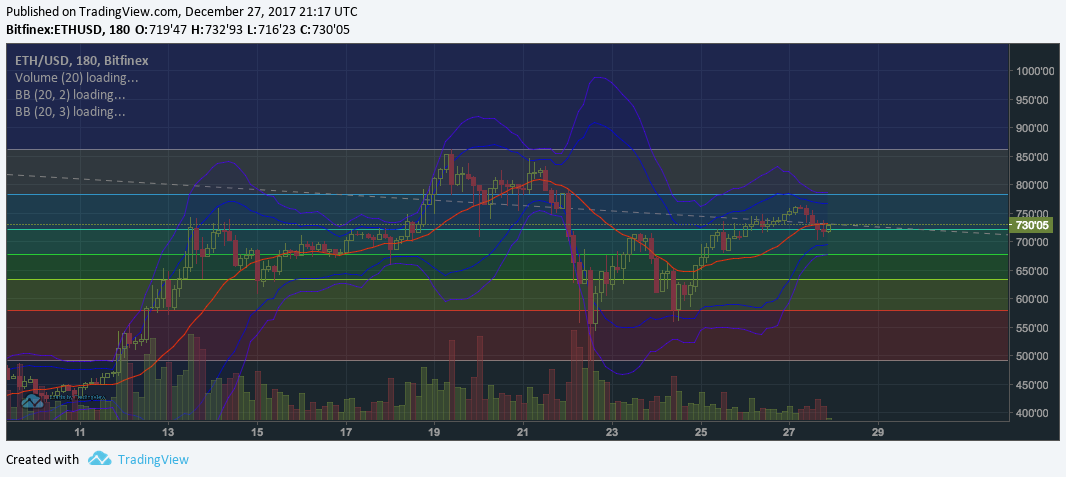 Published on TradingView.com, December 27, 2017 21:17 UTC
Bitfinex:ETHUSD, 180 O:719'47 H:732'93 L:716'23 C:730'05
ETH/USD, 180, Bitfinex
Volume (20) loading...
BB (20, 2) loading...
BB (20, 3) loading...
1000'00
950'00
900'00
850'00
800'00
750'00
730'05
700'00
650'00
600'00
550'00
500'00
450'00
400'00
11 13 15 17 19 21 23 25 27 29
Created with TradingView